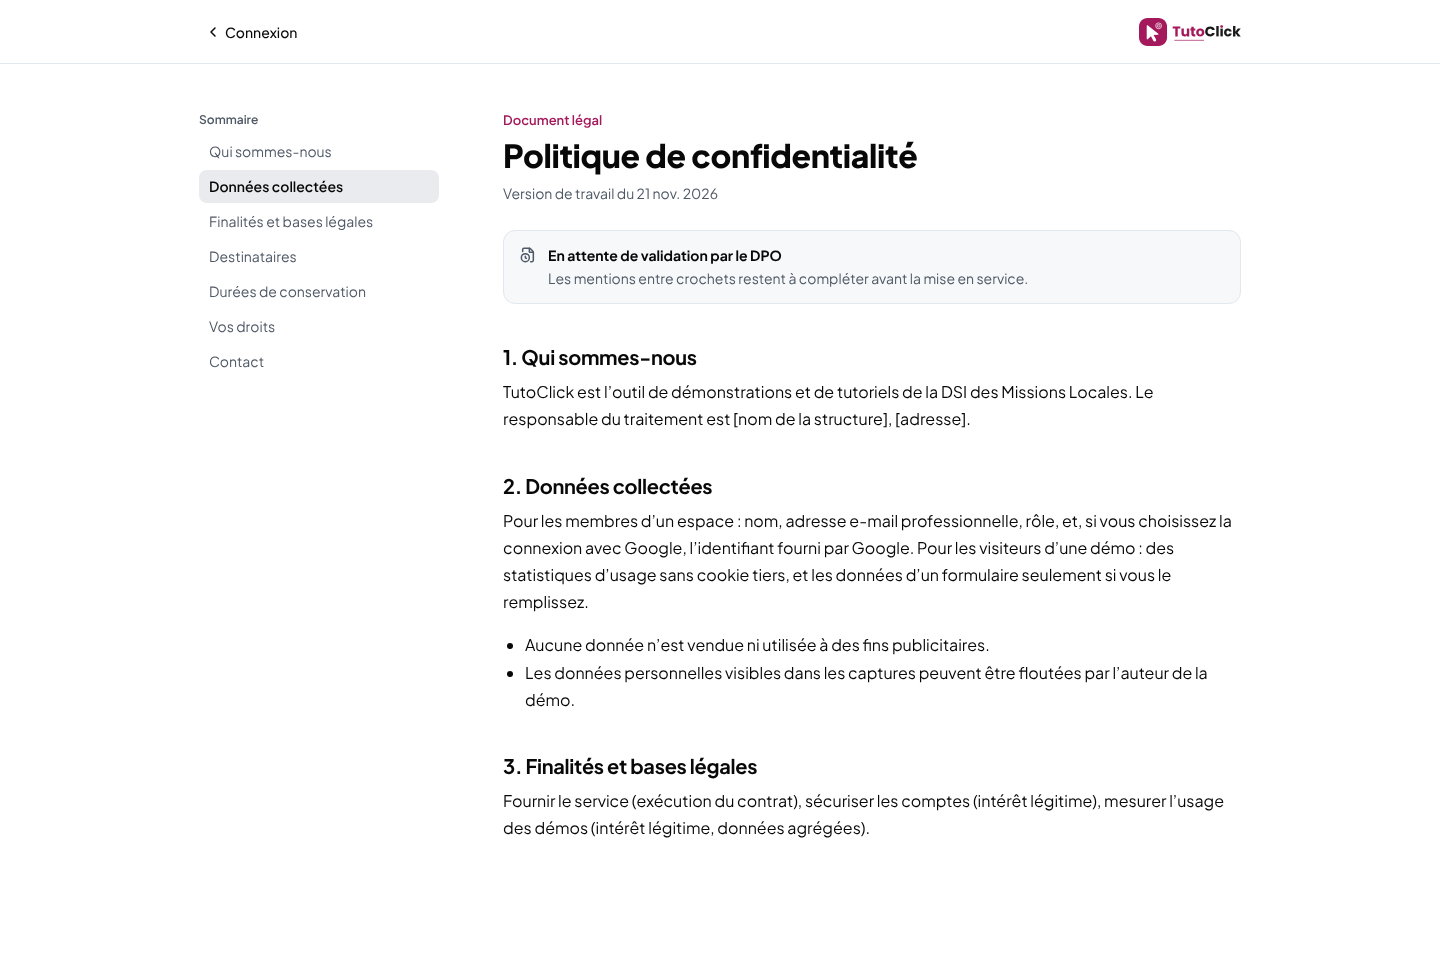 Connexion
TutoClick
Sommaire
Qui sommes-nous
Données collectées
Finalités et bases légales
Destinataires
Durées de conservation
Vos droits
Contact
Document légal
Politique de confidentialité
Version de travail du 21 nov. 2026
En attente de validation par le DPO
Les mentions entre crochets restent à compléter avant la mise en service.
1. Qui sommes-nous
TutoClick est l’outil de démonstrations et de tutoriels de la DSI des Missions Locales. Le
responsable du traitement est [nom de la structure], [adresse].
2. Données collectées
Pour les membres d’un espace : nom, adresse e-mail professionnelle, rôle, et, si vous choisissez la
connexion avec Google, l’identifiant fourni par Google. Pour les visiteurs d’une démo : des
statistiques d’usage sans cookie tiers, et les données d’un formulaire seulement si vous le
remplissez.
• Aucune donnée n’est vendue ni utilisée à des fins publicitaires.
• Les données personnelles visibles dans les captures peuvent être floutées par l’auteur de la
démo.
3. Finalités et bases légales
Fournir le service (exécution du contrat), sécuriser les comptes (intérêt légitime), mesurer l’usage
des démos (intérêt légitime, données agrégées).